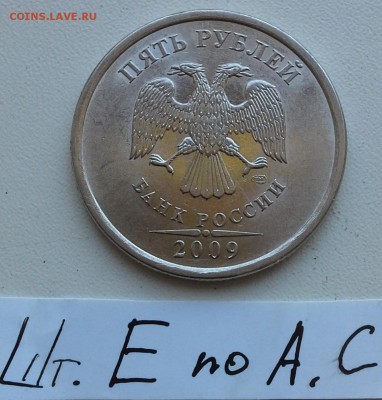 COINS.LAVE.RU
ПЯТЬ РУБЛЕЙ
БАНК РОССИИ
2009
Шт. Е по А.С